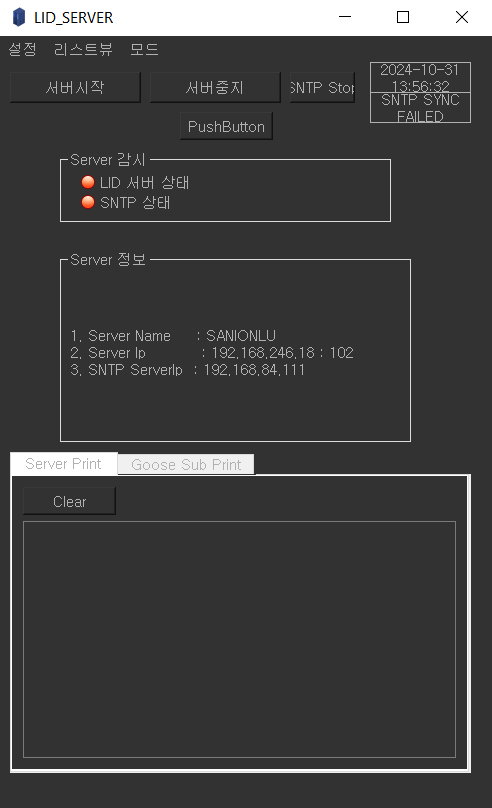 LID_SERVER
설정 리스트뷰 모드
서버시작 서버중지 SNTP Stop
2024-10-31
13:56:32
SNTP SYNC
FAILED
PushButton
Server 감시
LID 서버 상태
SNTP 상태
Server 정보
1. Server Name : SANIONLU
2. Server Ip : 192.168.246.18 : 102
3. SNTP ServerIp : 192.168.84.111
Server Print Goose Sub Print
Clear